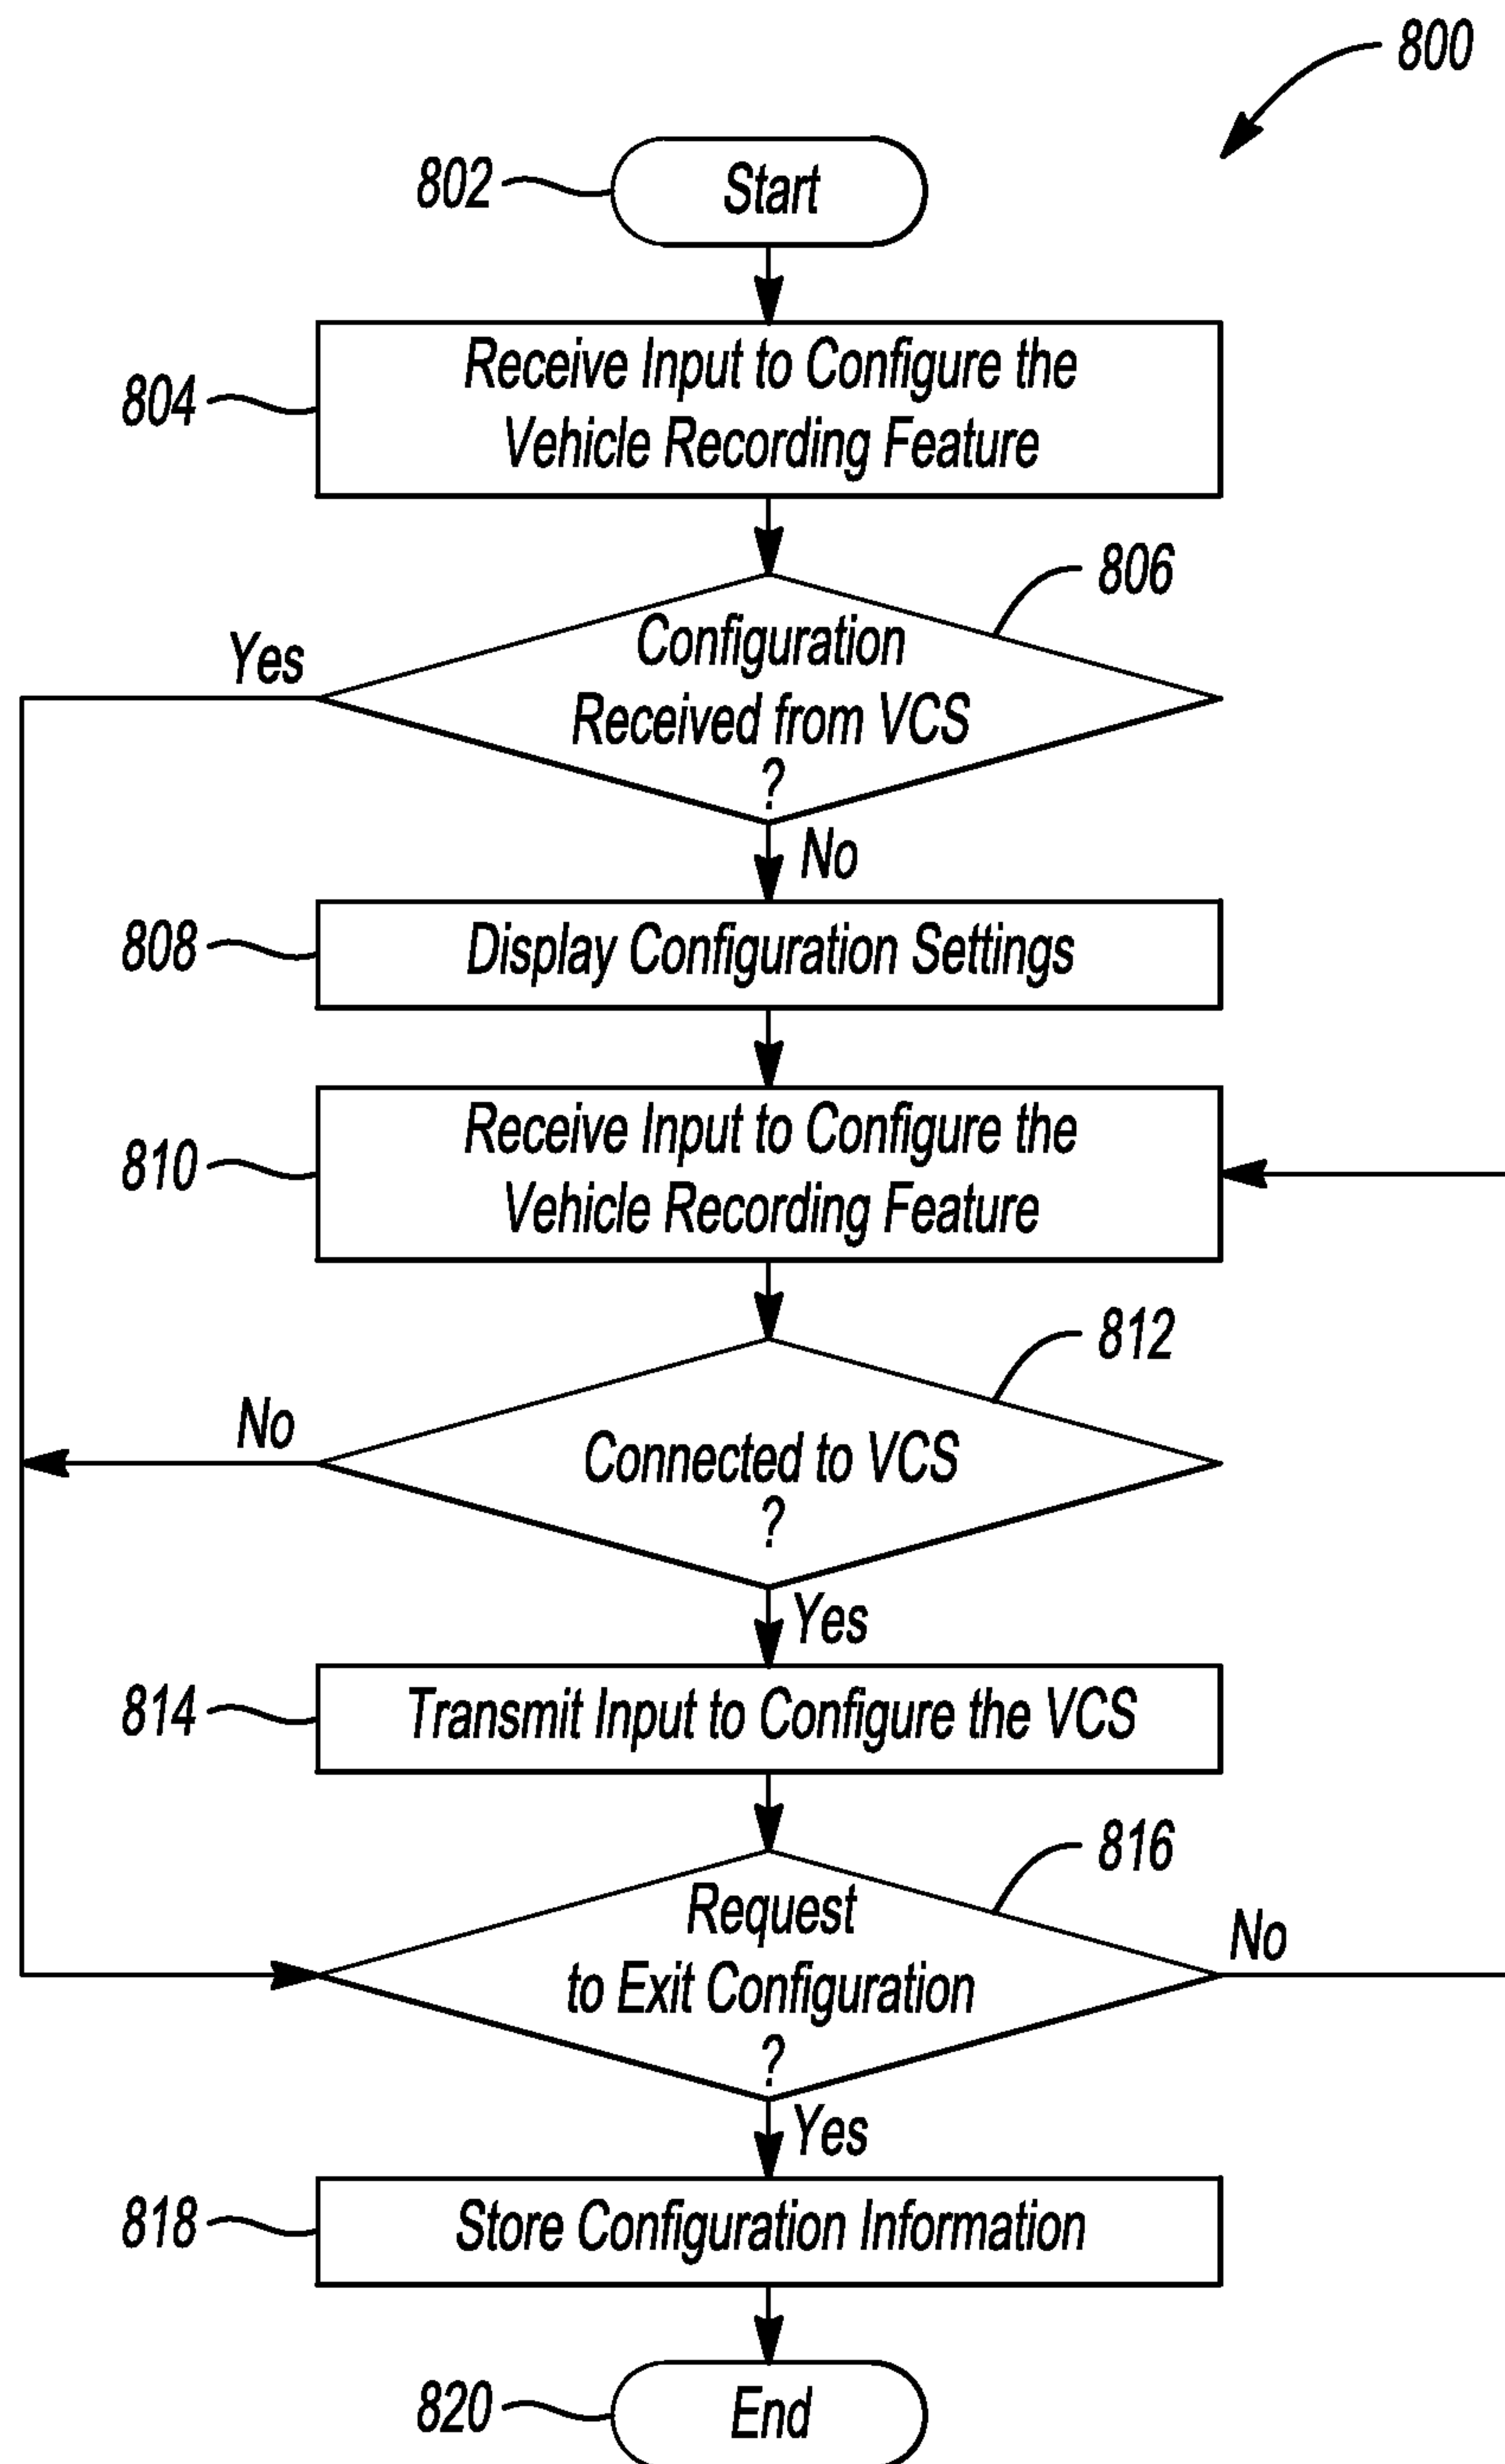 800
802
Start
804
Receive Input to Configure the
Vehicle Recording Feature
806
Yes
Configuration
Received from VCS
?
No
808
Display Configuration Settings
810
Receive Input to Configure the
Vehicle Recording Feature
812
No
Connected to VCS
?
Yes
814
Transmit Input to Configure the VCS
816
Request
to Exit Configuration
?
No
Yes
818
Store Configuration Information
820
End